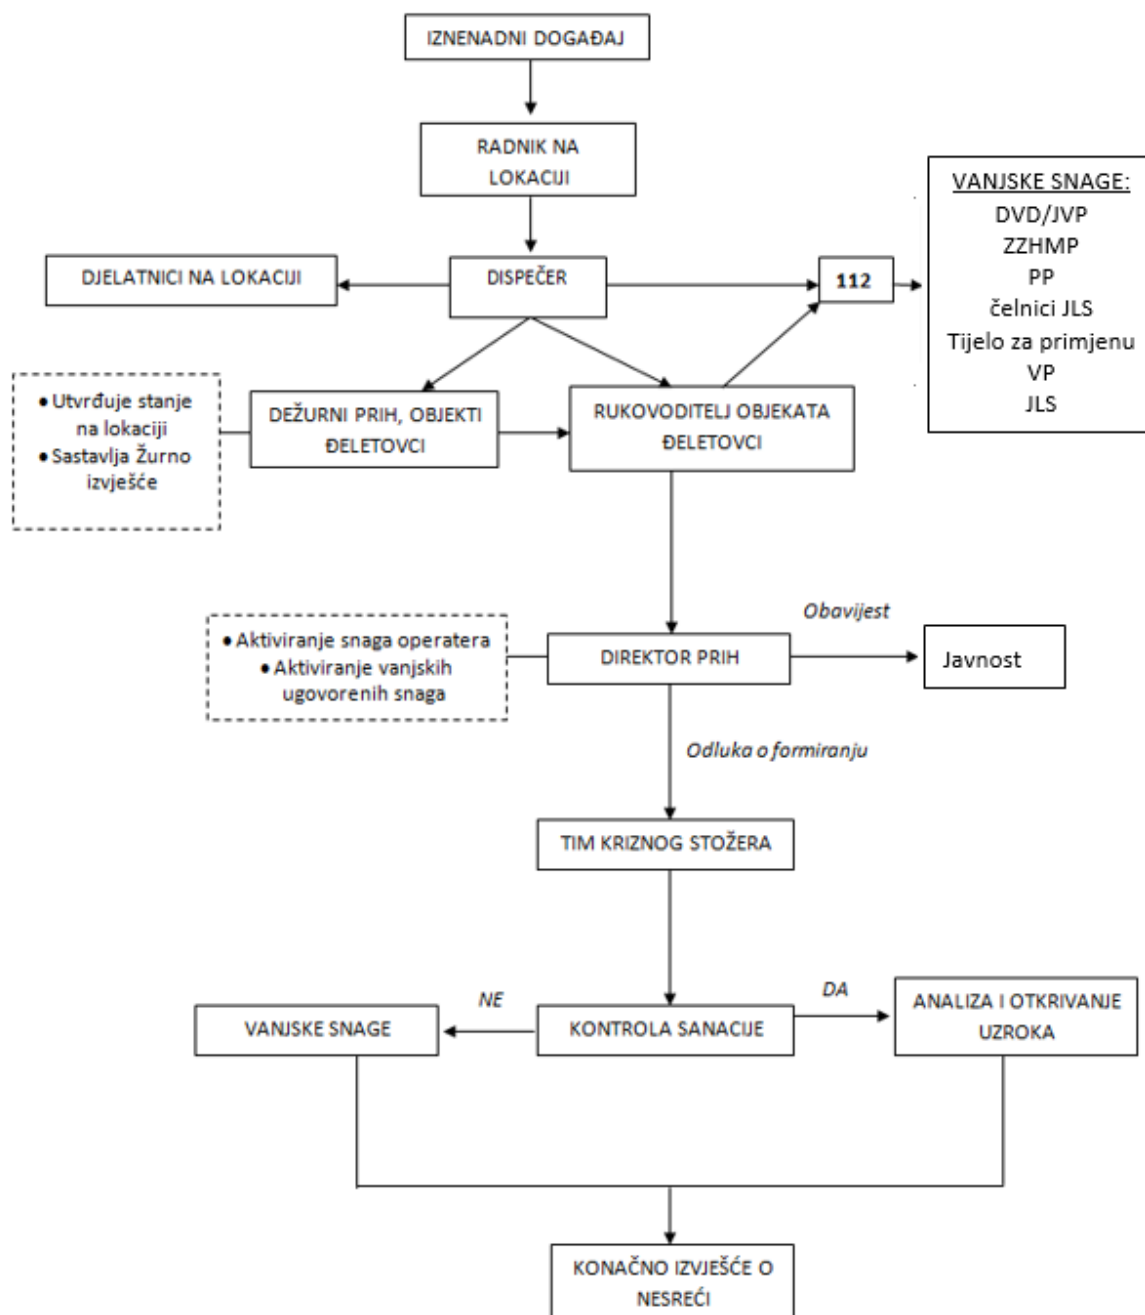 IZNENADNI DOGAĐAJ
RADNIK NA
LOKACIJI
VANJSKE SNAGE:
DVD/JVP
ZZHMP
PP
čelnici JLS
Tijelo za primjenu
VP
JLS
DJELATNICI NA LOKACIJI
DISPEČER
112
• Utvrđuje stanje
na lokaciji
• Sastavlja Žurno
izvješće
DEŽURNI PRIH, OBJEKTI
ĐELETOVCI
RUKOVODITELJ OBJEKATA
ĐELETOVCI
• Aktiviranje snaga operatera
• Aktiviranje vanjskih
ugovorenih snaga
DIREKTOR PRIH
Obavijest
Javnost
Odluka o formiranju
TIM KRIZNOG STOŽERA
VANJSKE SNAGE
NE
KONTROLA SANACIJE
DA
ANALIZA I OTKRIVANJE
UZROKA
KONAČNO IZVJEŠĆE O
NESREĆI